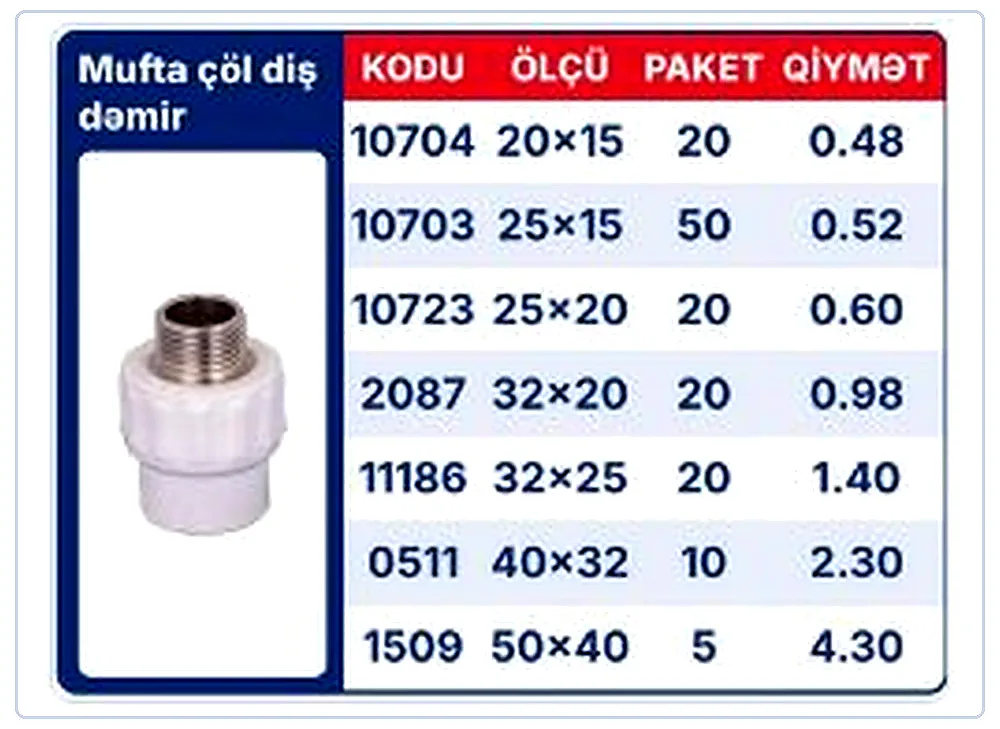 Mufta çöl diş
dəmir
KODU ÖLÇÜ PAKET QİYMƏT
10704 20×15 20 0.48
10703 25×15 50 0.52
10723 25×20 20 0.60
2087 32×20 20 0.98
11186 32×25 20 1.40
0511 40×32 10 2.30
1509 50×40 5 4.30